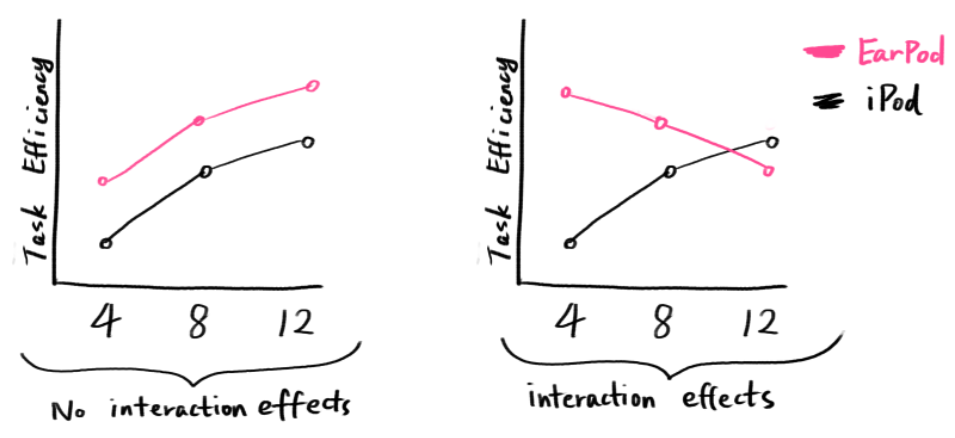 Task Efficiency
4 8 12
No interaction effects
Task Efficiency
4 8 12
interaction effects
EarPod
iPod